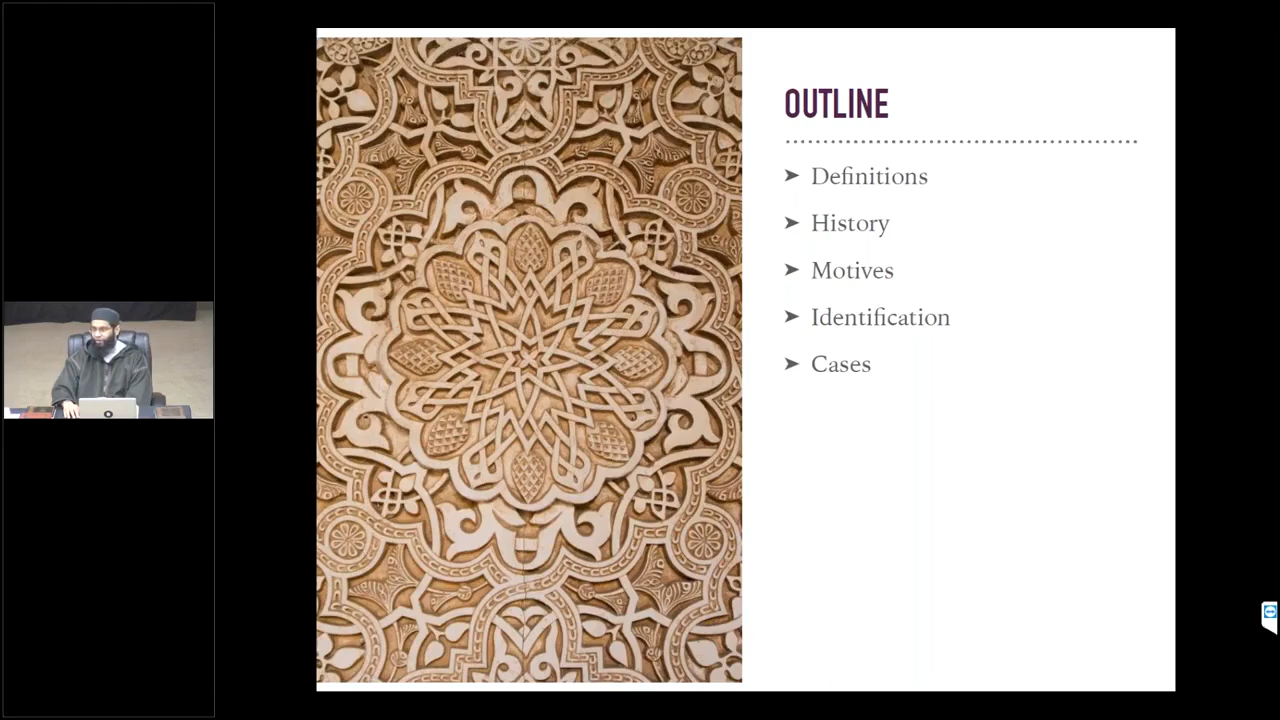 OUTLINE
Definitions
History
Motives
Identification
Cases